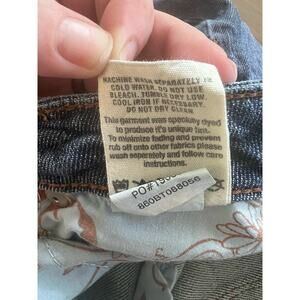 MACHINE WASH SEPARATELY IN
COLD WATER. DO NOT USE
BLEACH. TUMBLE DRY LOW.
COOL IRON IF NECESSARY.
DO NOT DRY CLEAN.
This garment was specially dyed
to produce it's unique tint.
To minimize fading and prevent
rub off onto other fabrics please
wash separately and follow care
instructions.
860BT0880S6